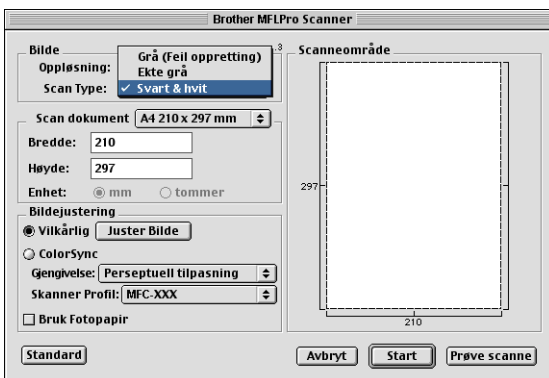 Brother MFLPro Scanner
Bilde
Oppløsning:
Scan Type:
Grå (Feil oppretting)
Ekte grå
✓ Svart & hvit
Scan dokument A4 210 x 297 mm
Bredde: 210
Høyde: 297
Enhet: mm tommer
Bildejustering
Vilkårlig Juster Bilde
ColorSync
Gjengivelse: Perseptuell tilpasning
Skanner Profil: MFC-XXX
Bruk Fotopapir
Standard
Scanneområde
297
210
Avbryt Start Prøve scanne